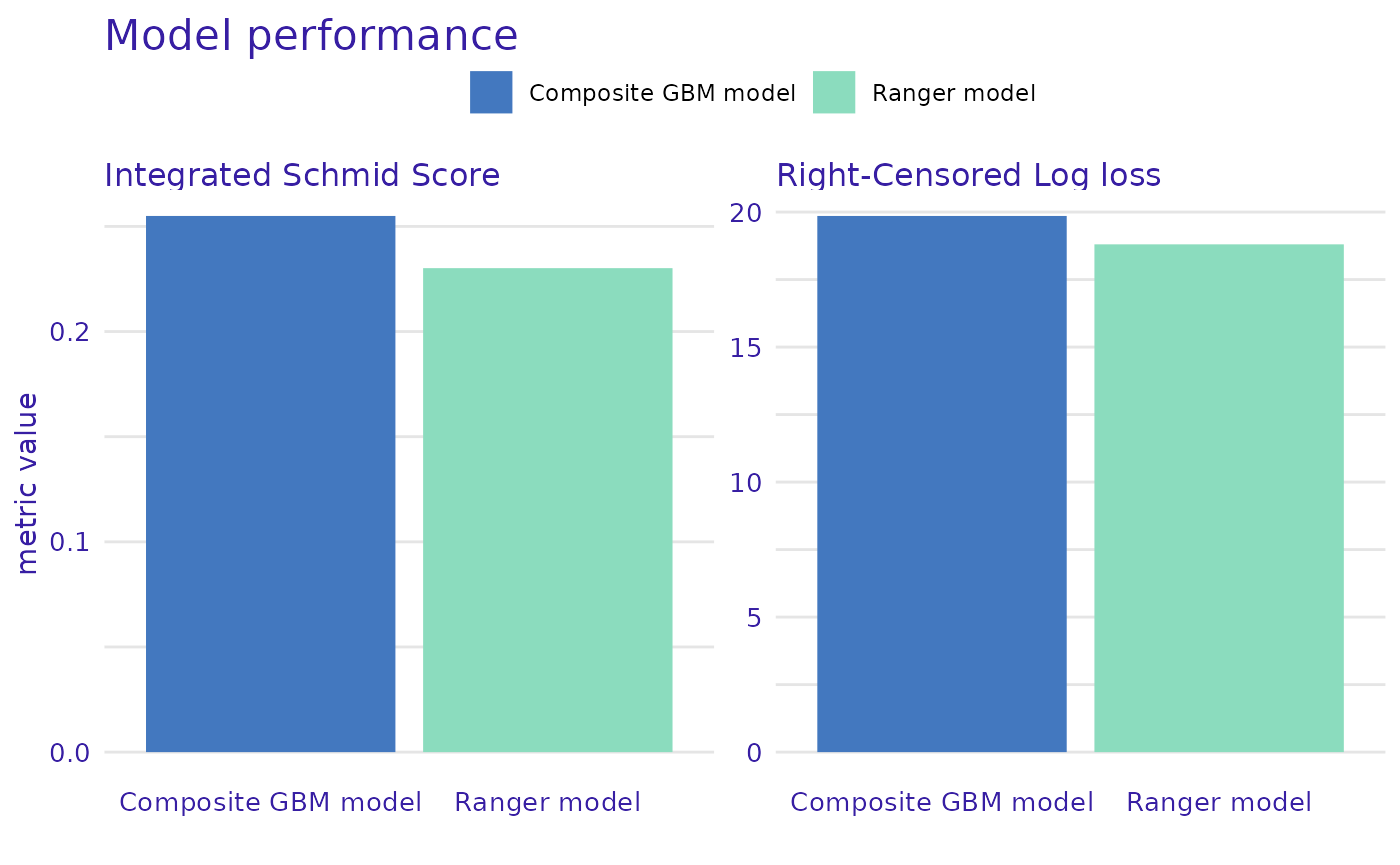 Model performance
Composite GBM model Ranger model
Integrated Schmid Score
Right-Censored Log loss
metric value
0.2
0.1
0.0
20
15
10
5
0
Composite GBM model Ranger model
Composite GBM model Ranger model